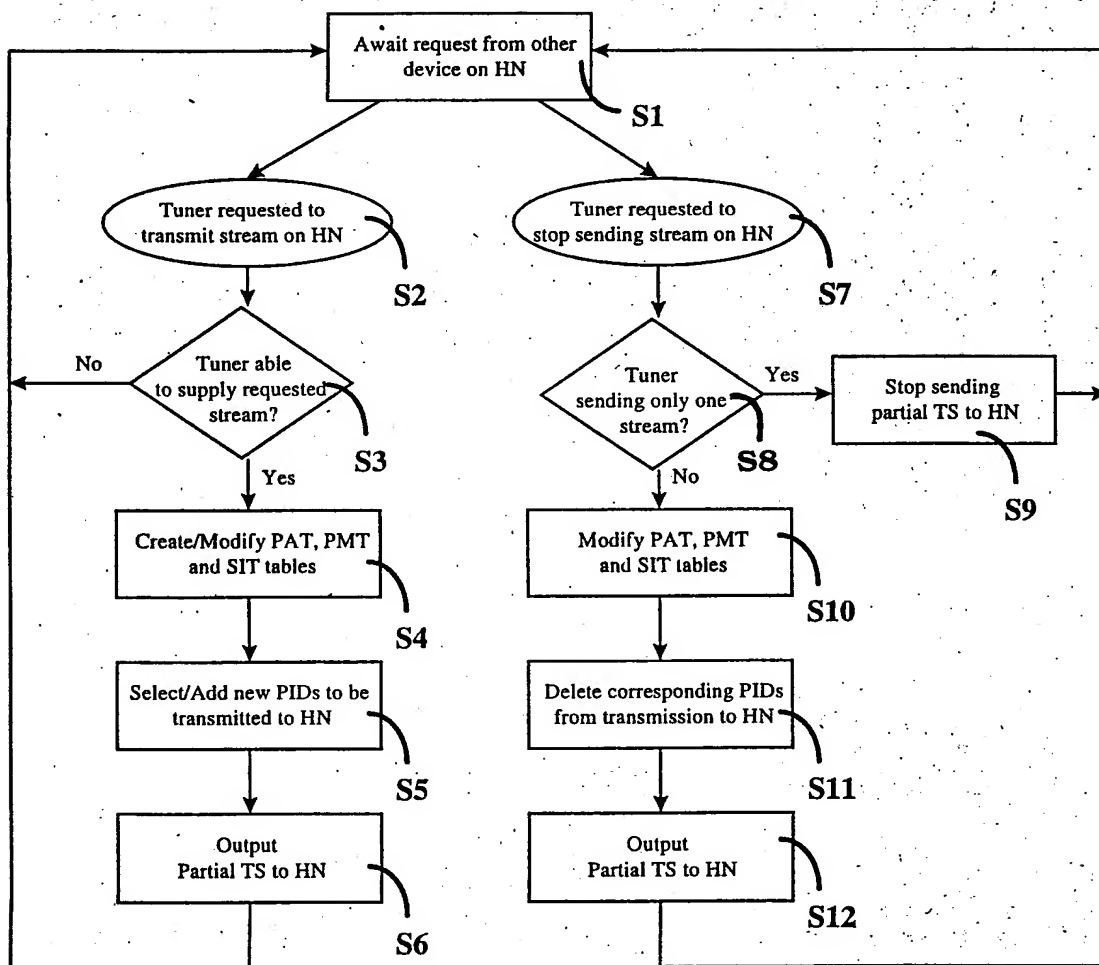 Await request from other
device on HN
S1
Tuner requested to
transmit stream on HN
S2
No
Tuner able
to supply requested
stream?
S3
Yes
Create/Modify PAT, PMT
and SIT tables
S4
Select/Add new PIDs to be
transmitted to HN
S5
Output
Partial TS to HN
S6
Tuner requested to
stop sending stream on HN
S7
Tuner
sending only one
stream?
S8
Yes
Stop sending
partial TS to HN
S9
No
Modify PAT, PMT
and SIT tables
S10
Delete corresponding PIDs
from transmission to HN
S11
Output
Partial TS to HN
S12